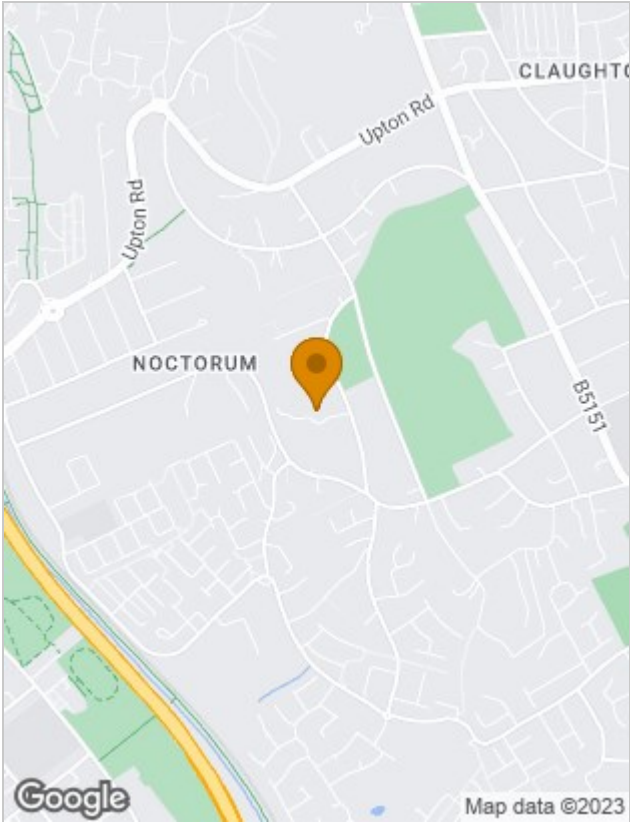 CLAUGHTO
Upton Rd
Upton Rd
NOCTORUM
B5151
Google
Map data ©2023